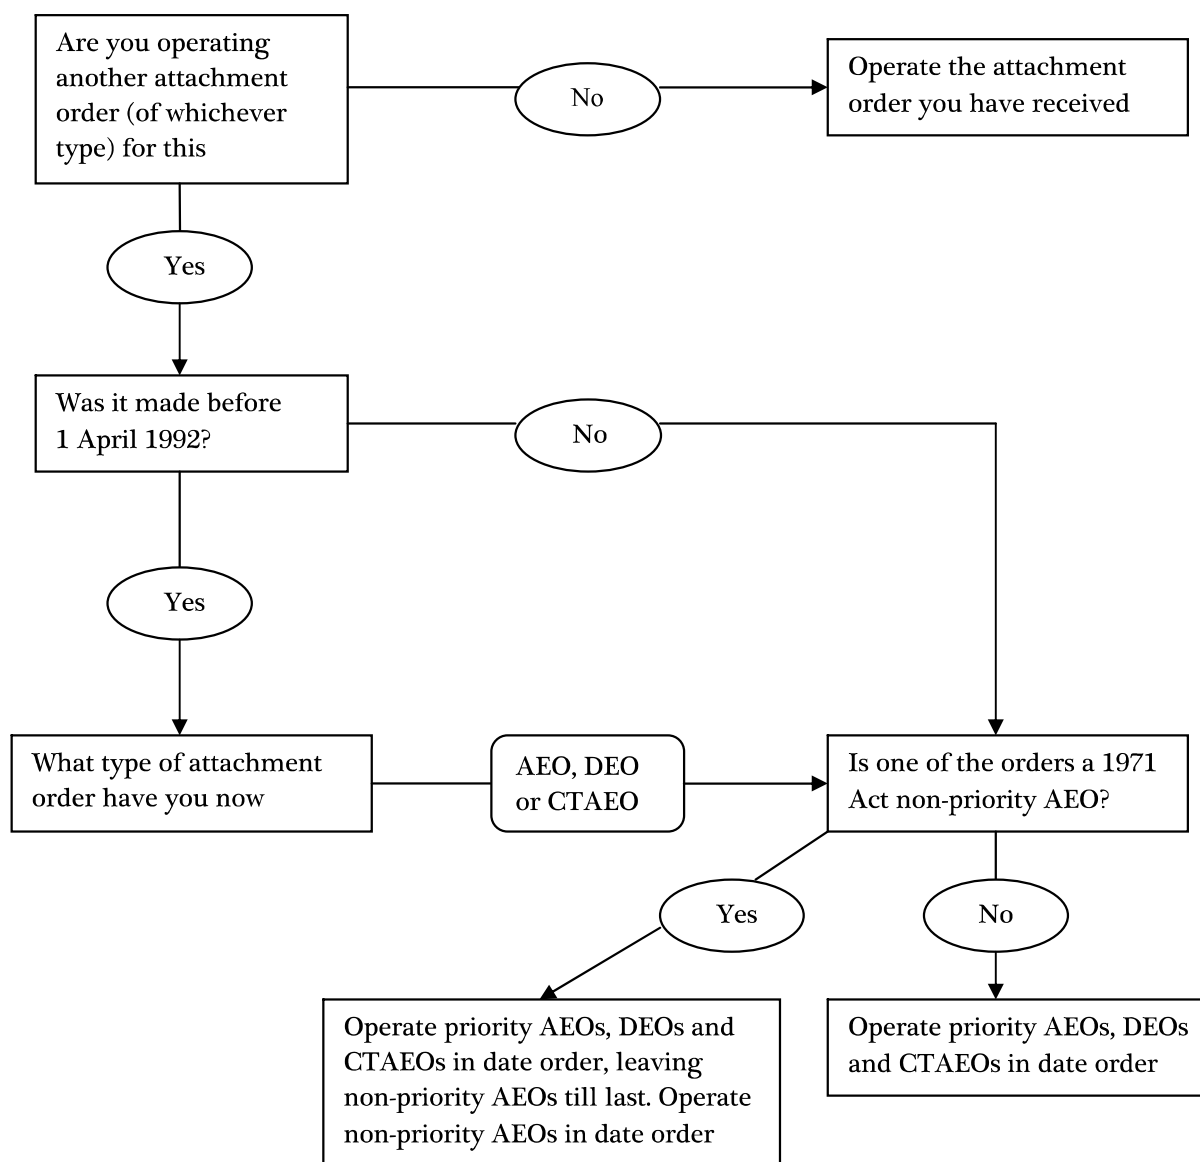 Are you operating
another attachment
order (of whichever
type) for this
No
Operate the attachment
order you have received
Yes
Was it made before
1 April 1992?
No
Yes
What type of attachment
order have you now
AEO, DEO
or CTAEO
Is one of the orders a 1971
Act non-priority AEO?
Yes
No
Operate priority AEOs, DEOs and
CTAEOs in date order, leaving
non-priority AEOs till last. Operate
non-priority AEOs in date order
Operate priority AEOs, DEOs
and CTAEOs in date order